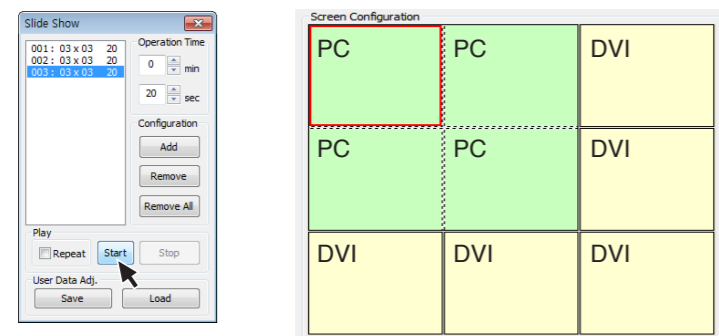 Slide Show
001 : 03 x 03 20
002 : 03 x 03 20
003 : 03 x 03 20
Operation Time
0 min
20 sec
Configuration
Add
Remove
Remove All
Play
Repeat Start Stop
User Data Adj.
Save Load
Screen Configuration
PC PC DVI
PC PC DVI
DVI DVI DVI